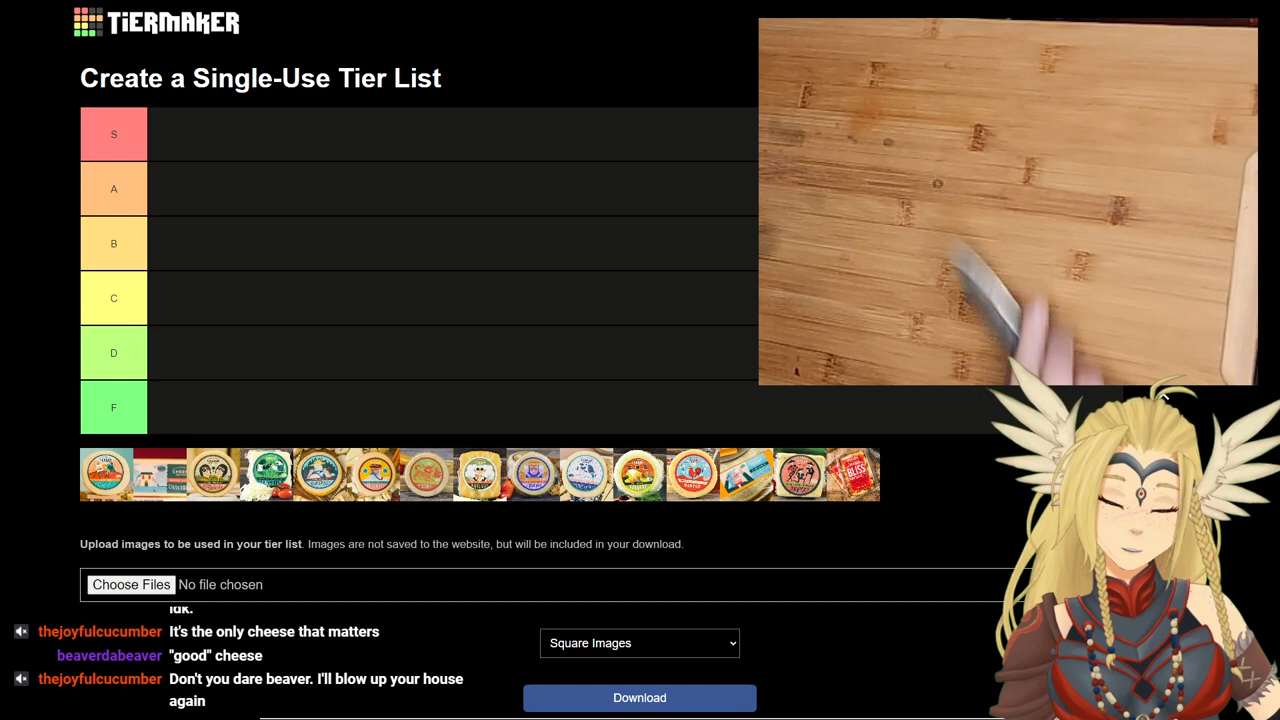 TIERMAKER
Create a Single-Use Tier List
S
A
B
C
D
F
BLISS
Upload images to be used in your tier list. Images are not saved to the website, but will be included in your download.
Choose Files No file chosen
idk.
thejoyfulcucumber It's the only cheese that matters
beaverdabeaver "good" cheese
thejoyfulcucumber Don't you dare beaver. I'll blow up your house
again
Square Images
Download